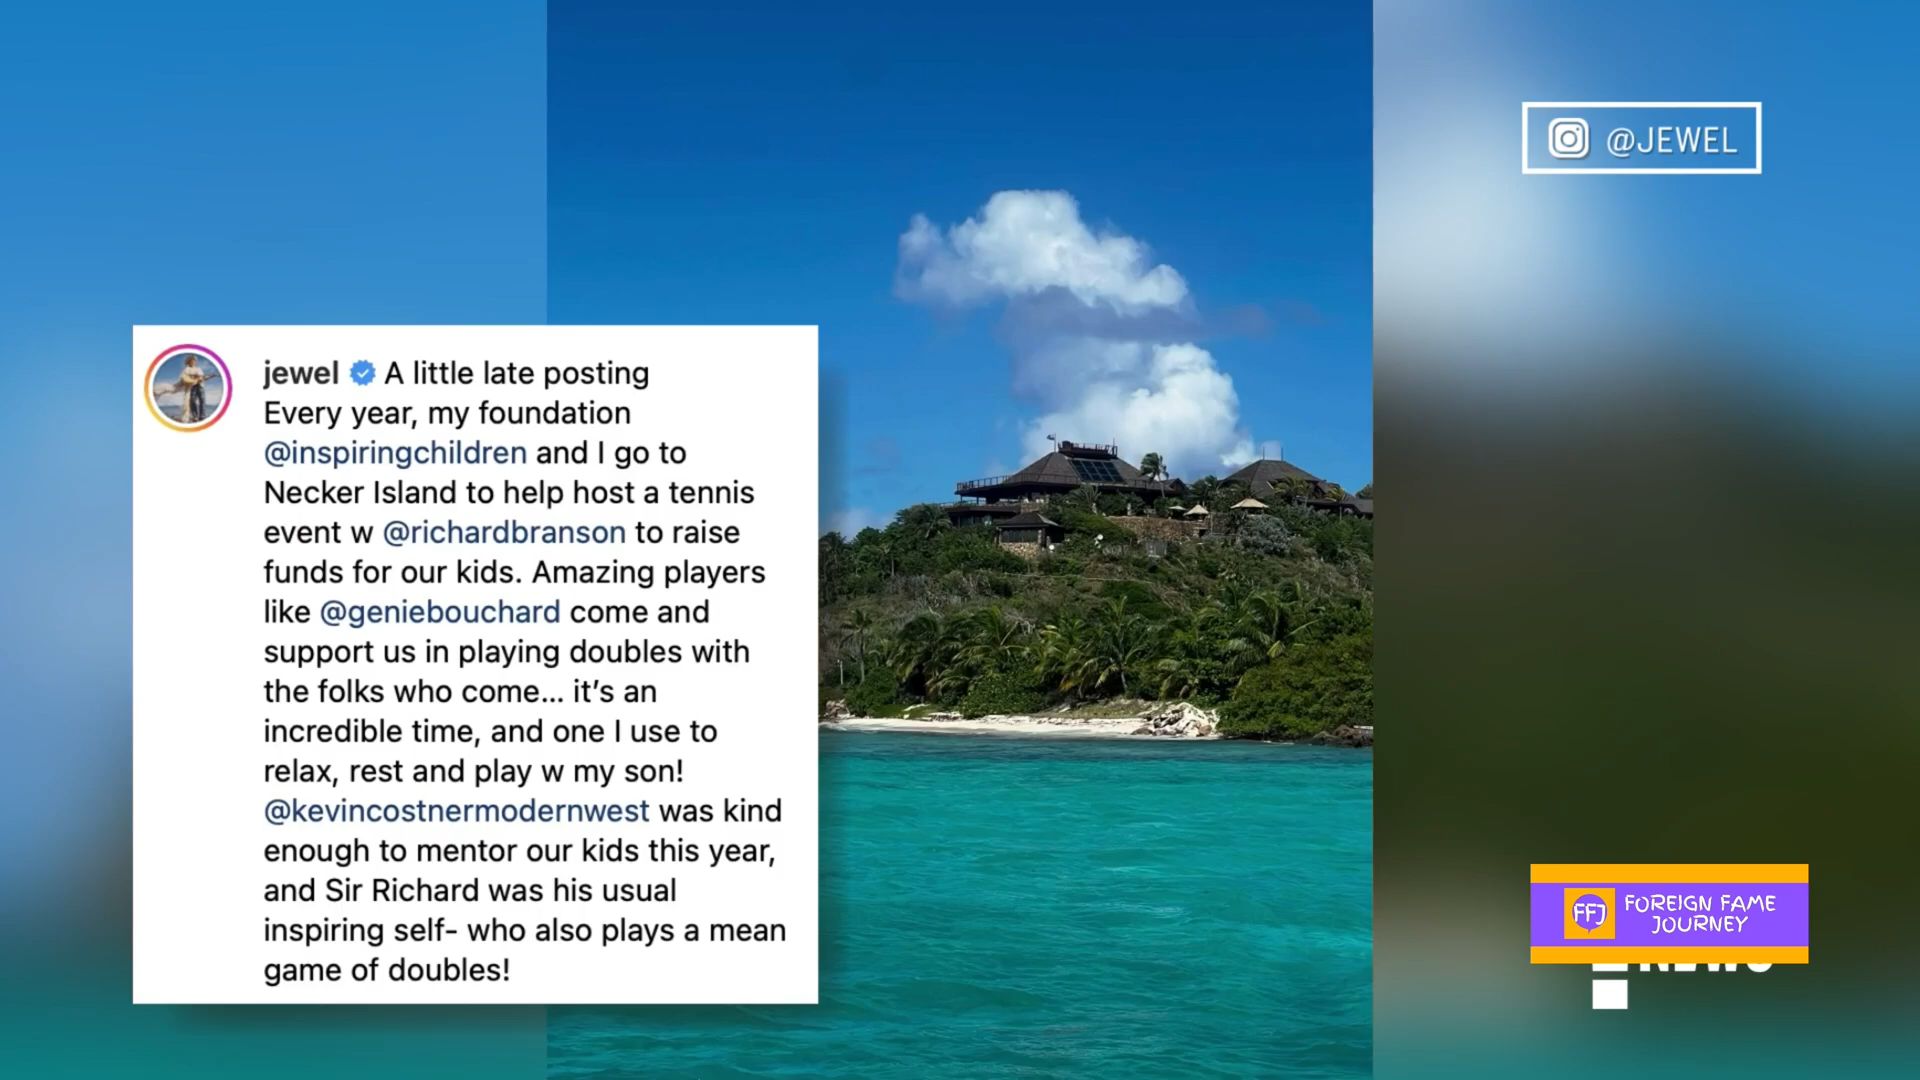 @JEWEL
jewel A little late posting
Every year, my foundation
@inspiringchildren and I go to
Necker Island to help host a tennis
event w @richardbranson to raise
funds for our kids. Amazing players
like @geniebouchard come and
support us in playing doubles with
the folks who come... it’s an
incredible time, and one I use to
relax, rest and play w my son!
@kevincostnermodernwest was kind
enough to mentor our kids this year,
and Sir Richard was his usual
inspiring self- who also plays a mean
game of doubles!
FFJ
FOREIGN FAME
JOURNEY